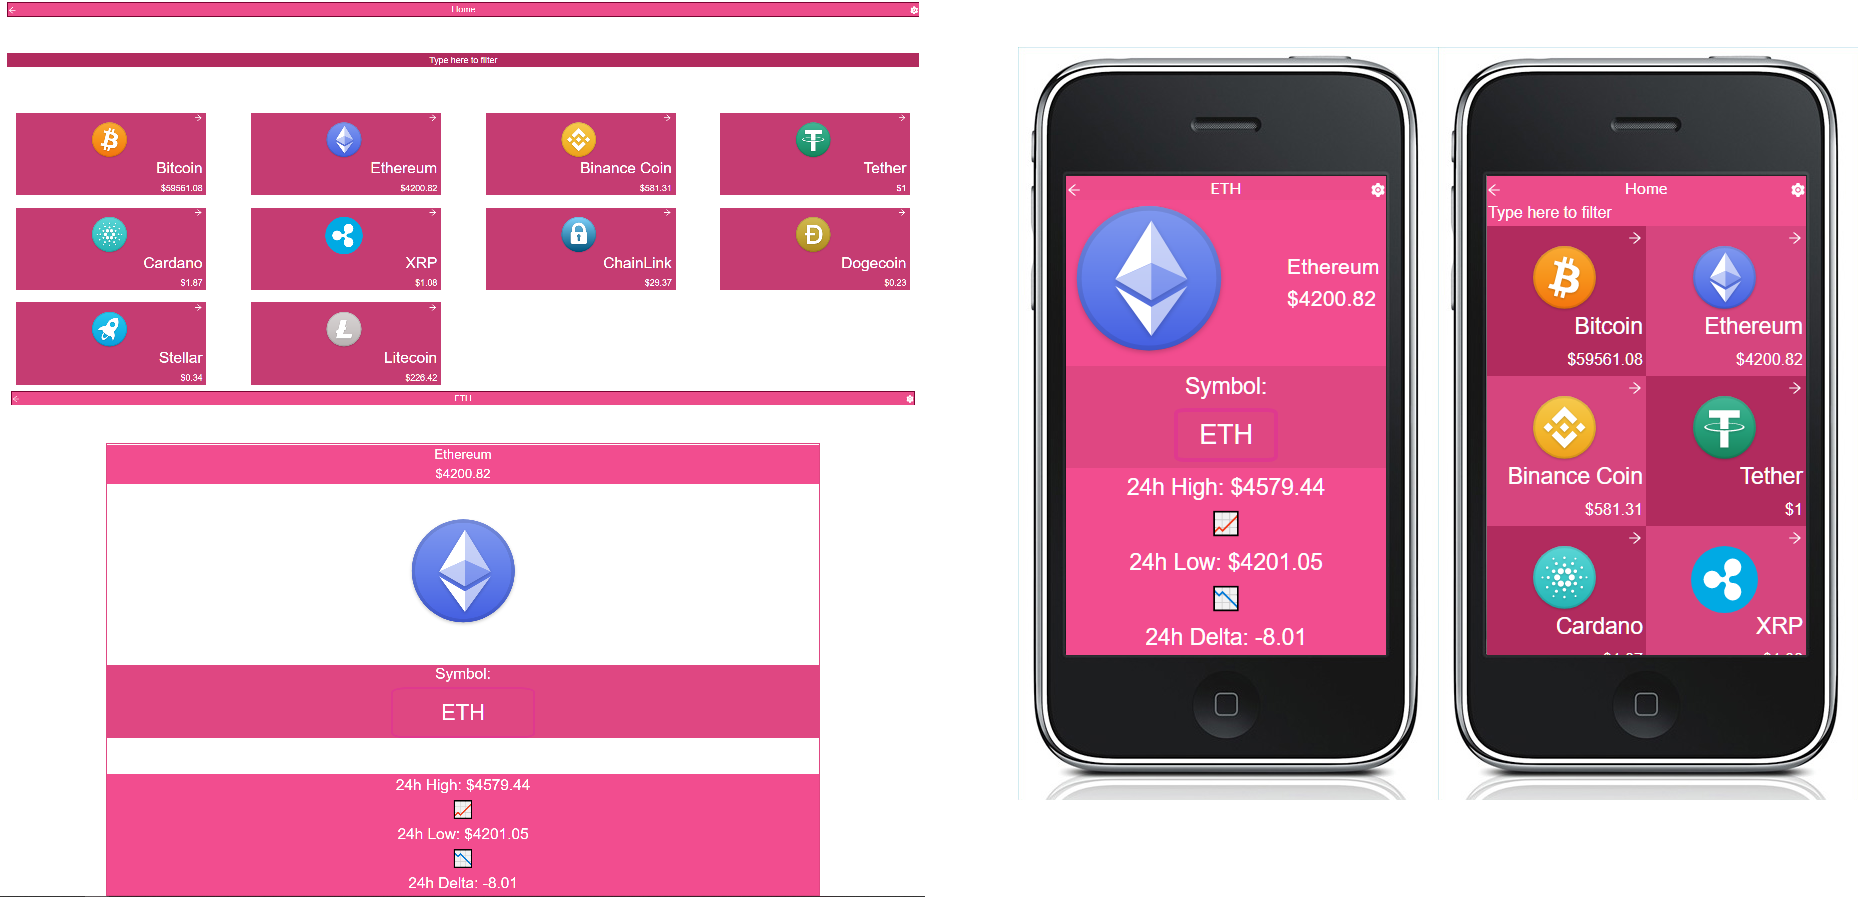 Home
Type here to filter
Bitcoin
$59561.08
Ethereum
$4200.82
Binance Coin
$581.31
Tether
$1
Cardano
$1.87
XRP
$1.08
ChainLink
$29.37
Dogecoin
$0.23
Stellar
$0.34
Litecoin
$226.42
ETH
Ethereum
$4200.82
Symbol:
ETH
24h High: $4579.44
24h Low: $4201.05
24h Delta: -8.01
ETH
Ethereum
$4200.82
Symbol:
ETH
24h High: $4579.44
24h Low: $4201.05
24h Delta: -8.01
Home
Type here to filter
Bitcoin
$59561.08
Ethereum
$4200.82
Binance Coin
$581.31
Tether
$1
Cardano
XRP